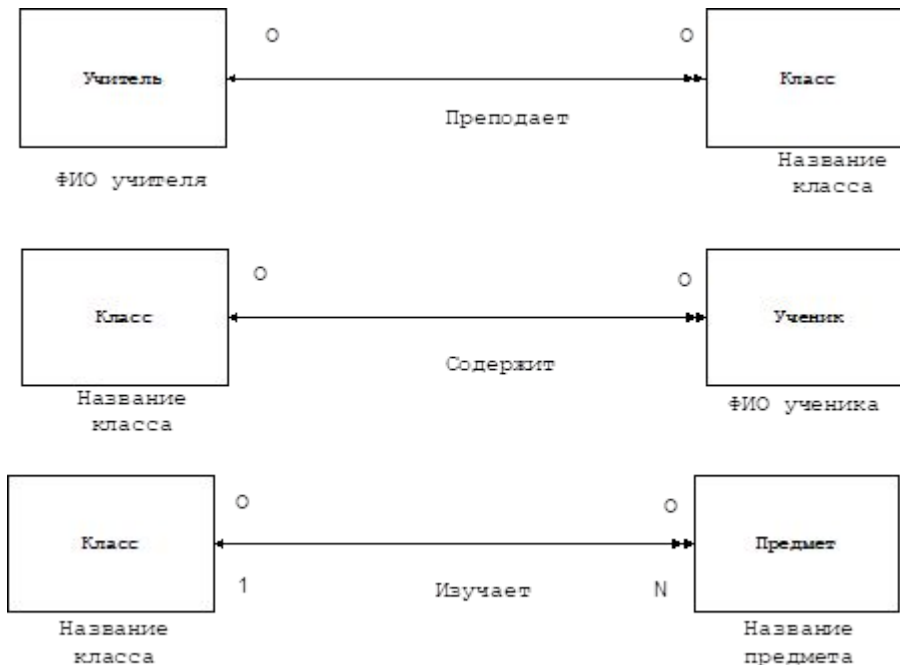 О О
Учитель Класс
Преподает
ФИО учителя
Название
класса
О О
Класс Ученик
Содержит
Название
класса
ФИО ученика
О О
Класс Предмет
1 Изучает N
Название
класса
Название
предмета